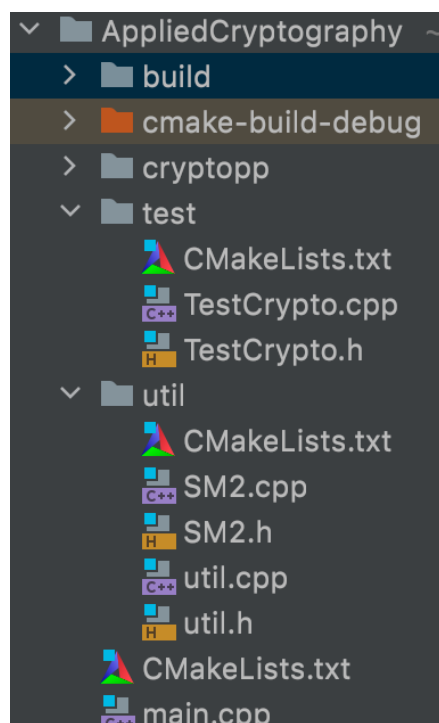 AppliedCryptography ~
build
cmake-build-debug
cryptopp
test
CMakeLists.txt
C++ TestCrypto.cpp
H TestCrypto.h
util
CMakeLists.txt
C++ SM2.cpp
H SM2.h
C++ util.cpp
H util.h
CMakeLists.txt
C++ main.cpp